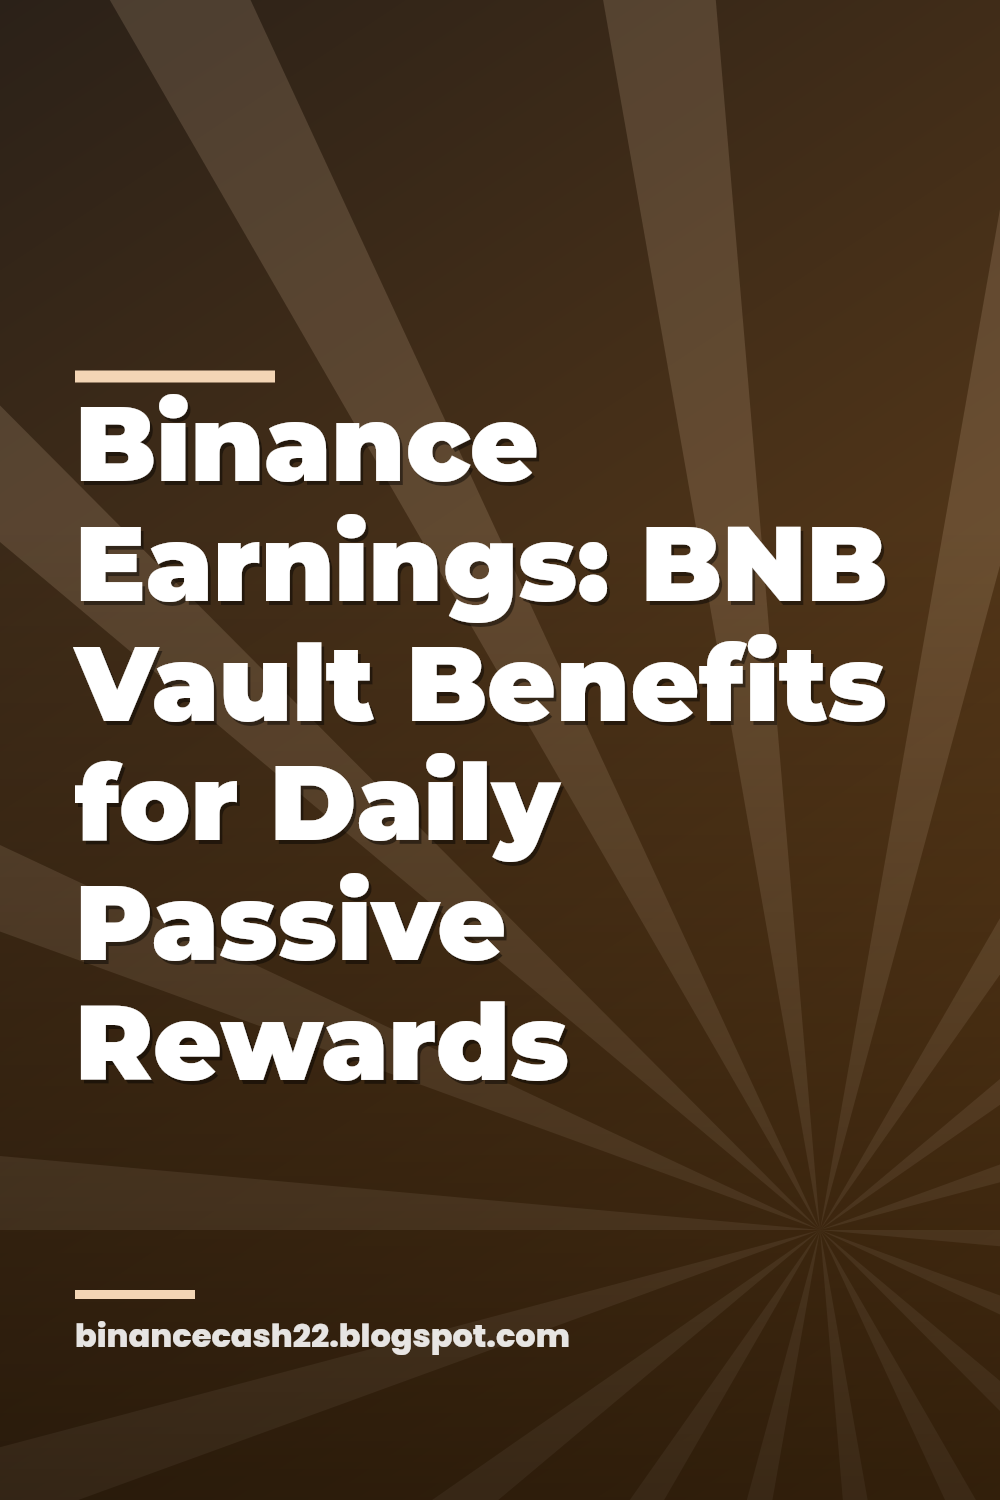 Binance
Earnings: BNB
Vault Benefits
for Daily
Passive
Rewards
binancecash22.blogspot.com